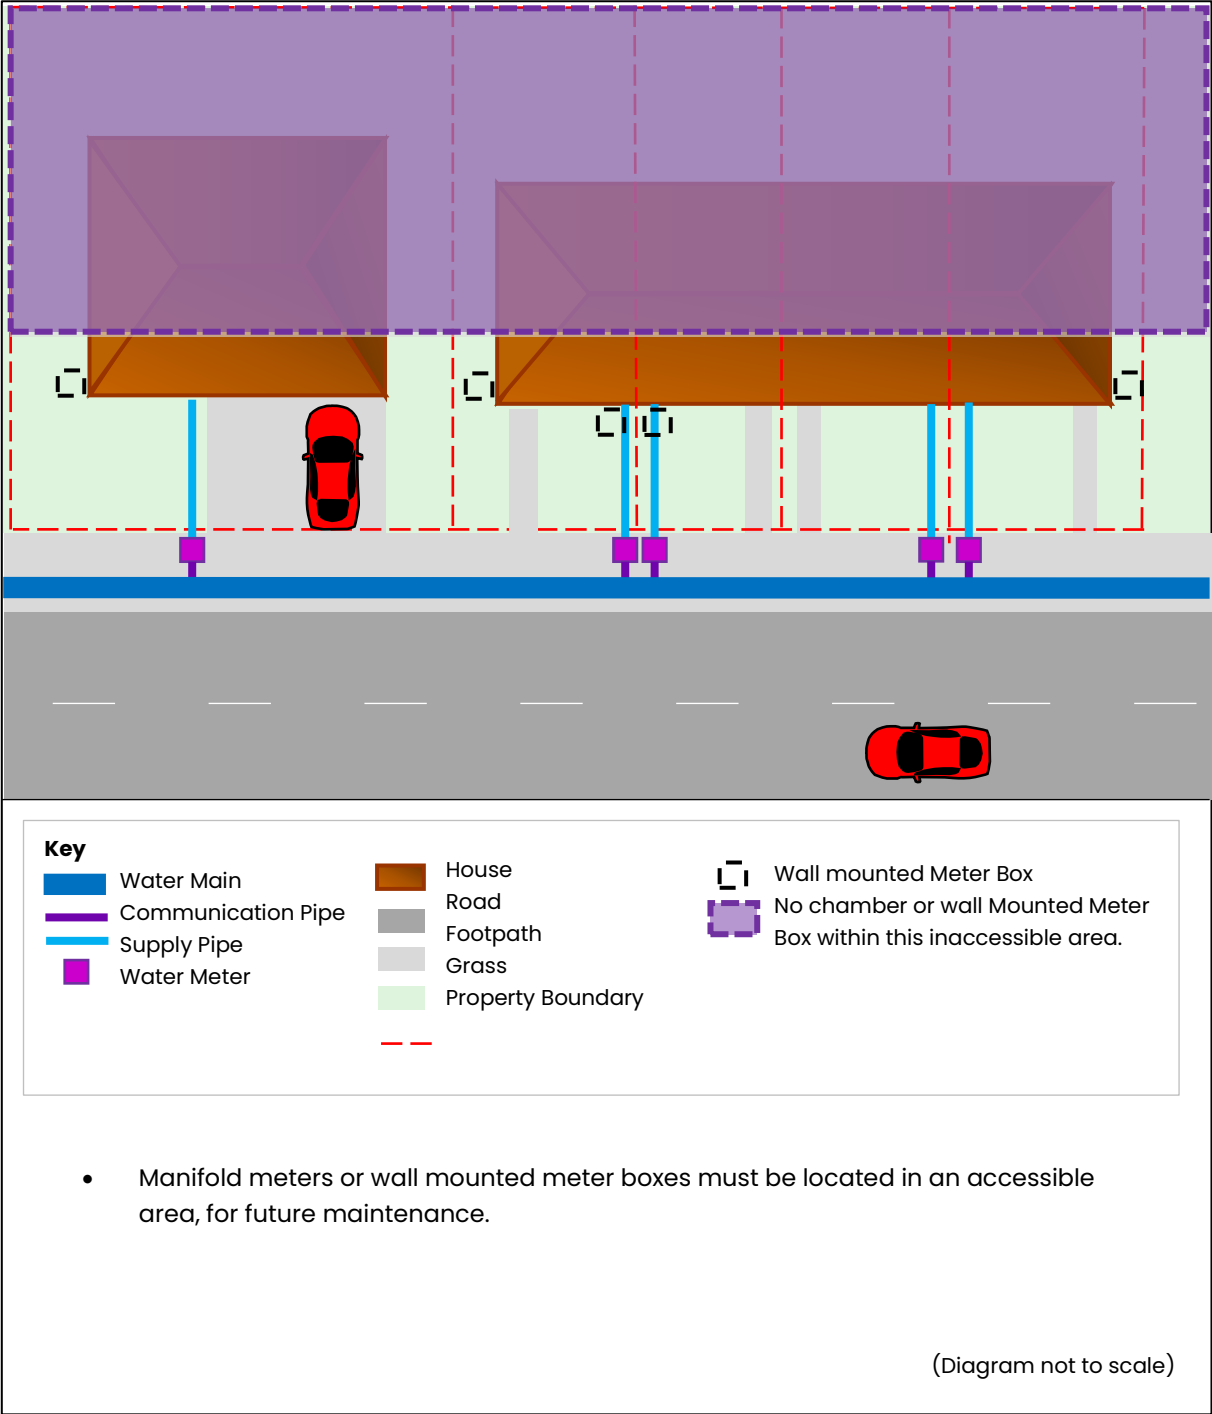 Key
Water Main
Communication Pipe
Supply Pipe
Water Meter
House
Road
Footpath
Grass
Property Boundary
Wall mounted Meter Box
No chamber or wall Mounted Meter
Box within this inaccessible area.
• Manifold meters or wall mounted meter boxes must be located in an accessible
area, for future maintenance.
(Diagram not to scale)